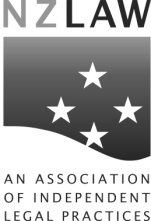 NZLAW
AN ASSOCIATION
OF INDEPENDENT
LEGAL PRACTICES